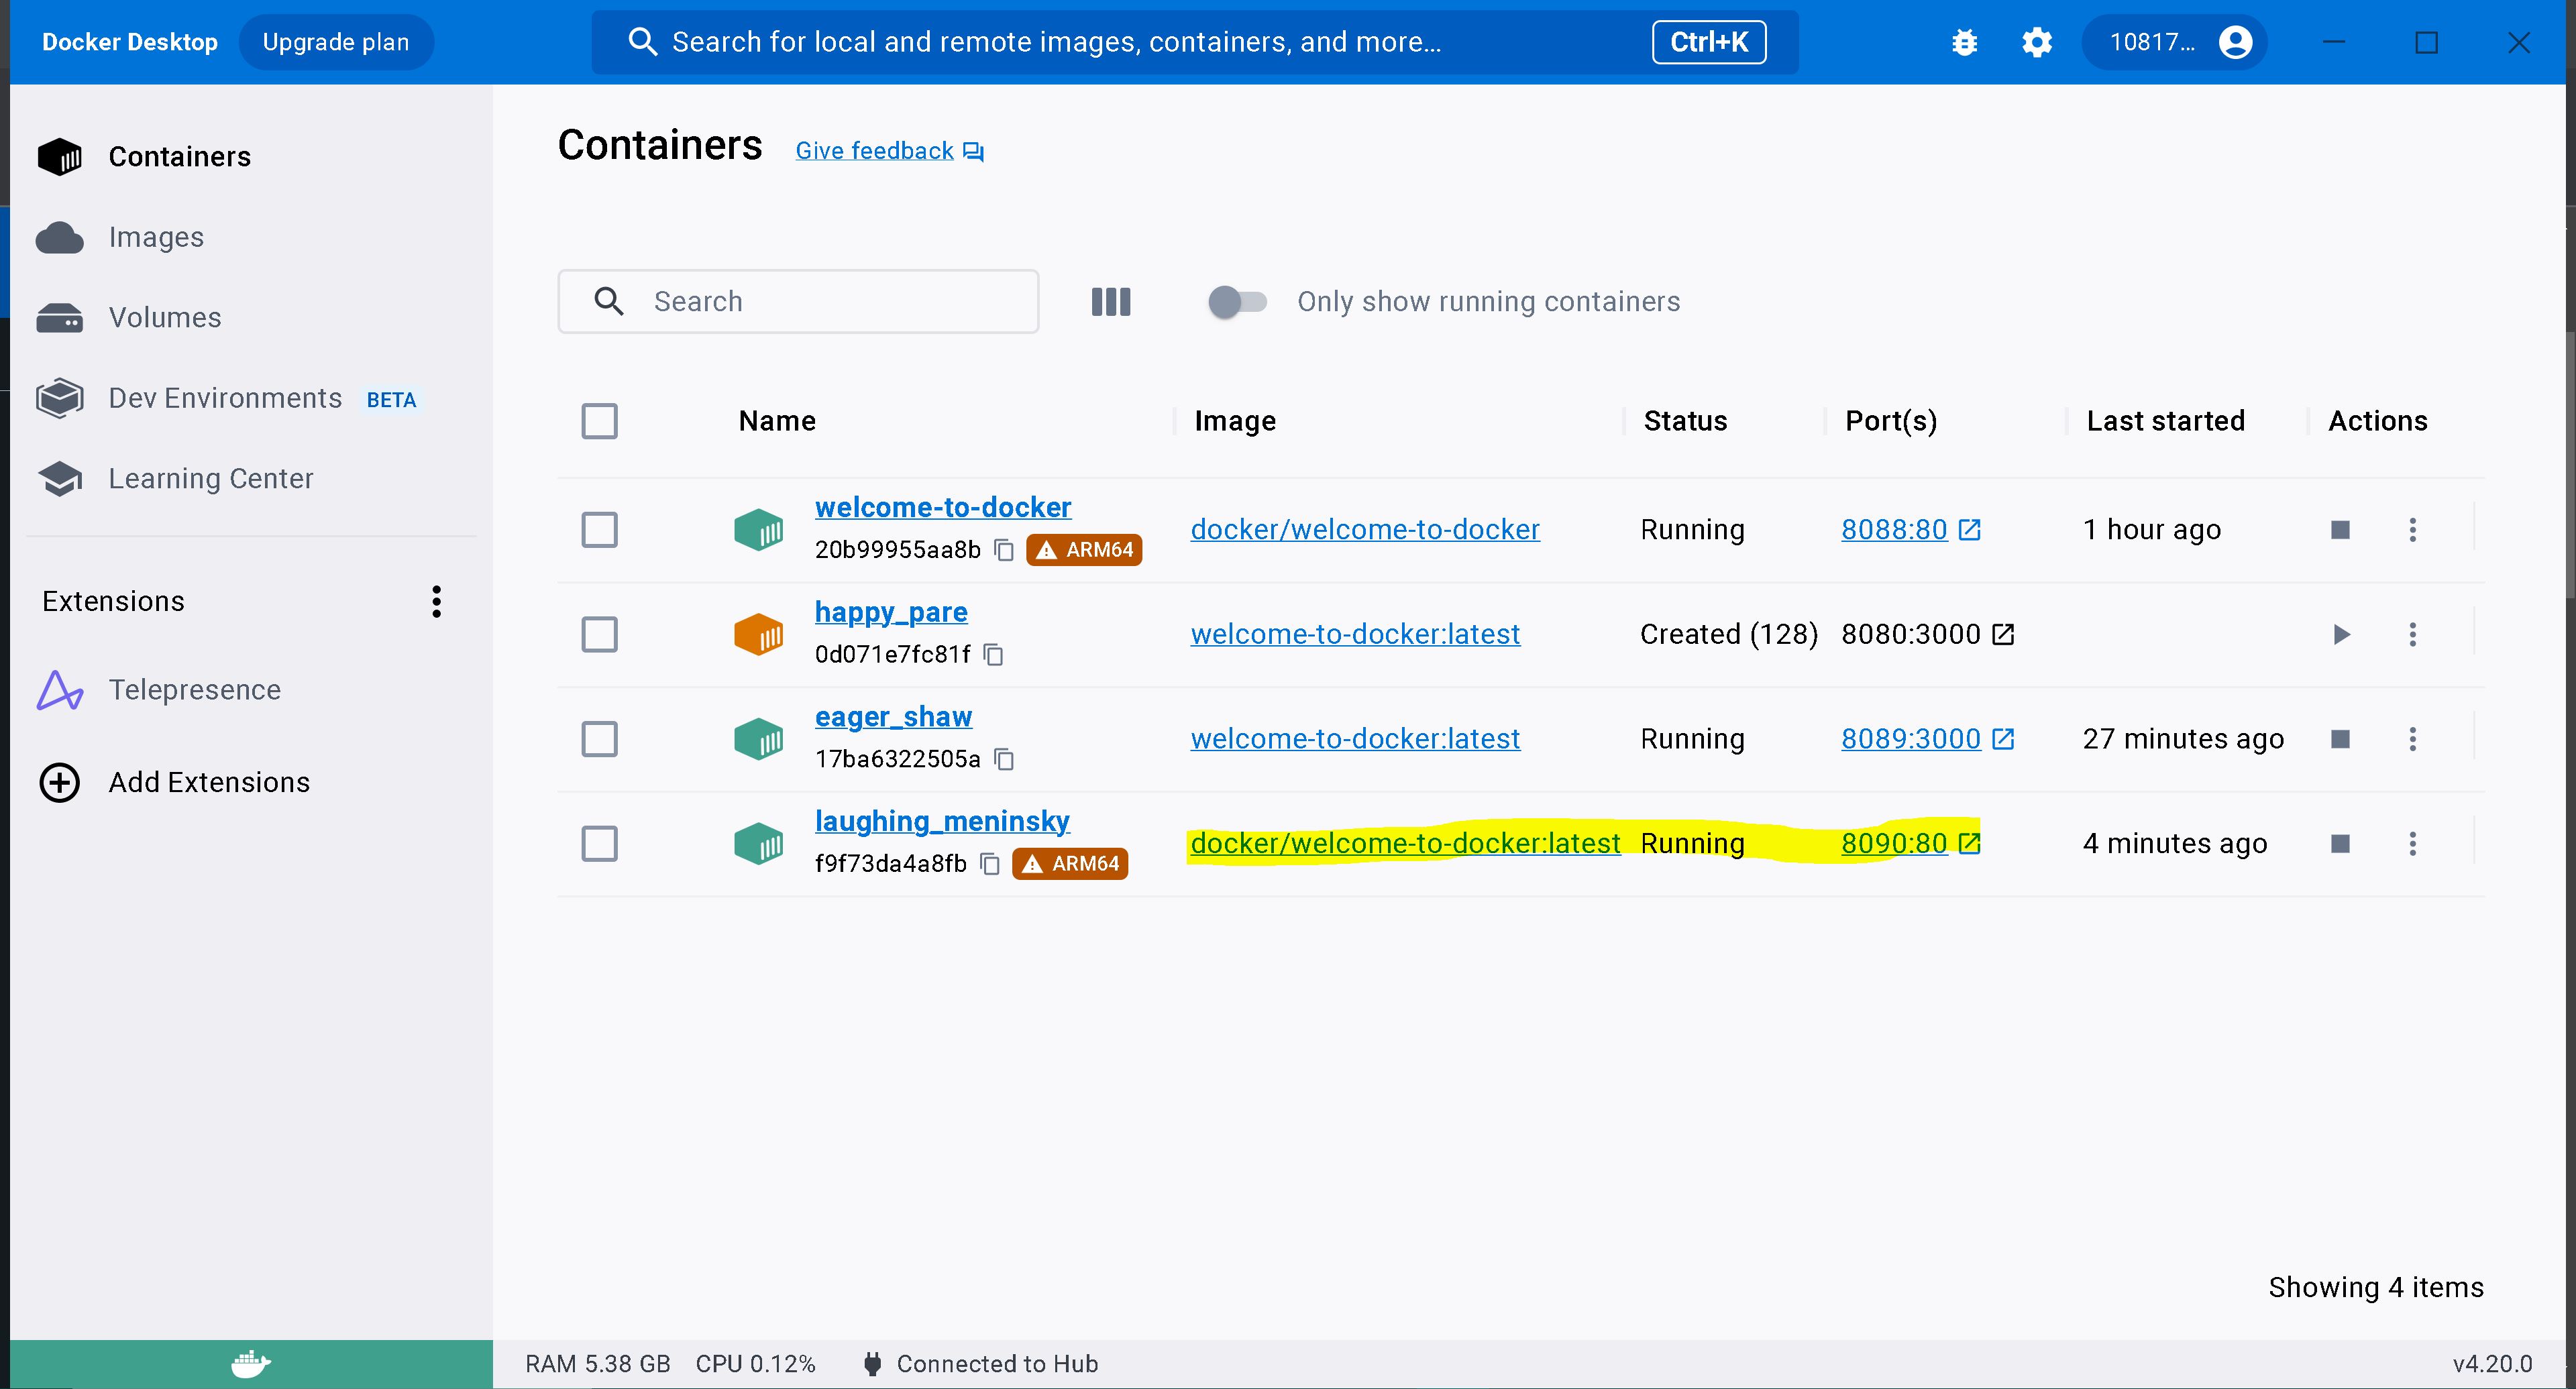 Docker Desktop Upgrade plan Search for local and remote images, containers, and more... Ctrl+K 10817...
Containers
Images
Volumes
Dev Environments BETA
Learning Center
Extensions
Telepresence
Add Extensions
Containers Give feedback
Search Only show running containers
Name Image Status Port(s) Last started Actions
welcome-to-docker
20b99955aa8b ARM64 docker/welcome-to-docker Running 8088:80 1 hour ago
happy_pare
0d071e7fc81f welcome-to-docker:latest Created (128) 8080:3000
eager_shaw
17ba6322505a welcome-to-docker:latest Running 8089:3000 27 minutes ago
laughing_meninsky
f9f73da4a8fb ARM64 docker/welcome-to-docker:latest Running 8090:80 4 minutes ago
Showing 4 items
RAM 5.38 GB CPU 0.12% Connected to Hub v4.20.0